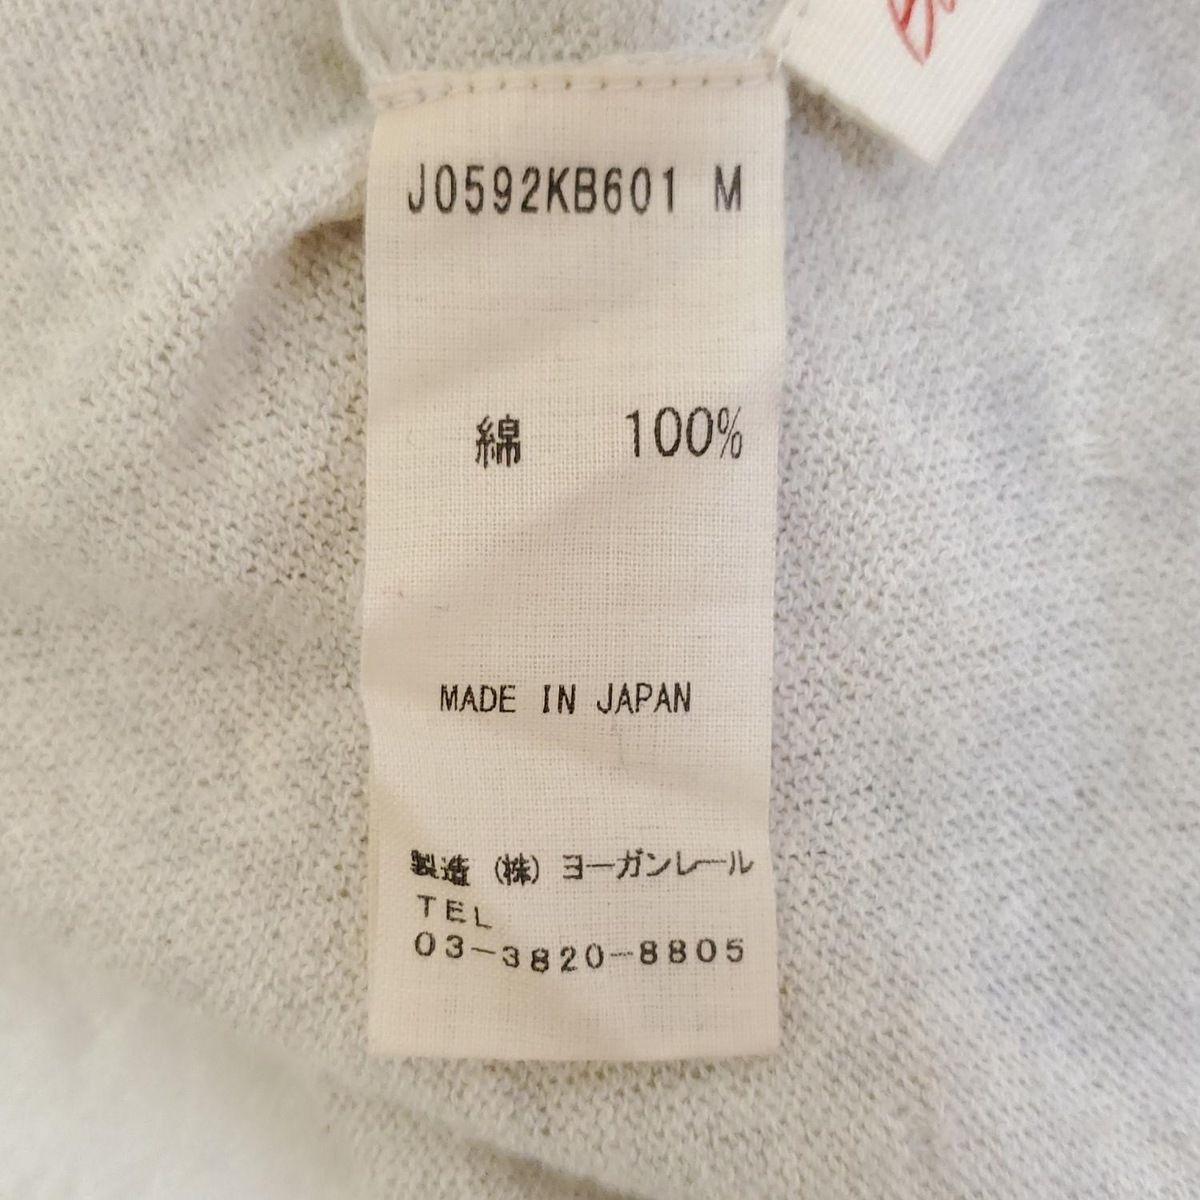 J0592KB601 M
綿 100%
MADE IN JAPAN
製造 (株) ヨーガンレール
TEL
03-3820-8805